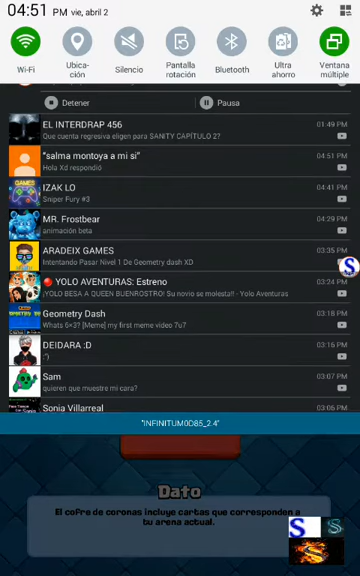 04:51 PM vie, abril 2
Wi-Fi
Ubica-
ción
Silencio
Pantalla
rotación
Bluetooth
Ultra
ahorro
Ventana
múltiple
Detener
Pausa
EL INTERDRAP 456 01:49 PM
Que cuenta regresiva eligen para SANITY CAPÍTULO 2?
"salma montoya a mi si" 04:51 PM
Hola Xd respondió
GAMES
IZAK LO 04:41 PM
Sniper Fury #3
MR. Frostbear 04:29 PM
animación beta
ARADEIX GAMES 03:35 PM
Intentando Pasar Nivel 1 De Geometry dash XD
YOLO AVENTURAS: Estreno 03:24 PM
¡YOLO BESA A QUEEN BUENROSTRO! Su novio se molesta!! - Yolo Aventuras
Geometry Dash 03:18 PM
Whats 6×3? [Meme] my first meme video 7u7
DEIDARA :D 03:16 PM
:")
Sam 03:07 PM
quieren que muestre mi cara?
Sonia Villarreal 03:06 PM
"INFINITUM0D85_2.4"
Dato
El cofre de coronas incluye cartas que corresponden a
tu arena actual.
S
S
S
S